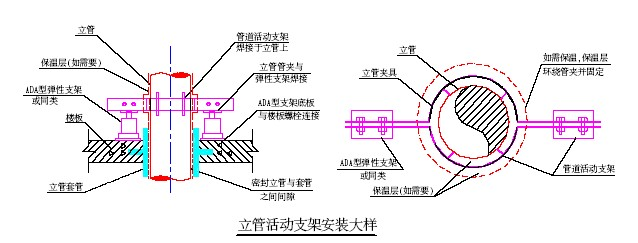 立管
保温层(如需要)
ADA型弹性支架
或同类
楼板
立管套管
管道活动支架
焊接于立管上
立管管夹与
弹性支架焊接
ADA型支架底板
与楼板螺栓连接
密封立管与套管
之间间隙
立管
立管夹具
如需保温,保温层
环绕管夹并固定
ADA型弹性支架
或同类
保温层(如需要)
管道活动支架
立管活动支架安装大样